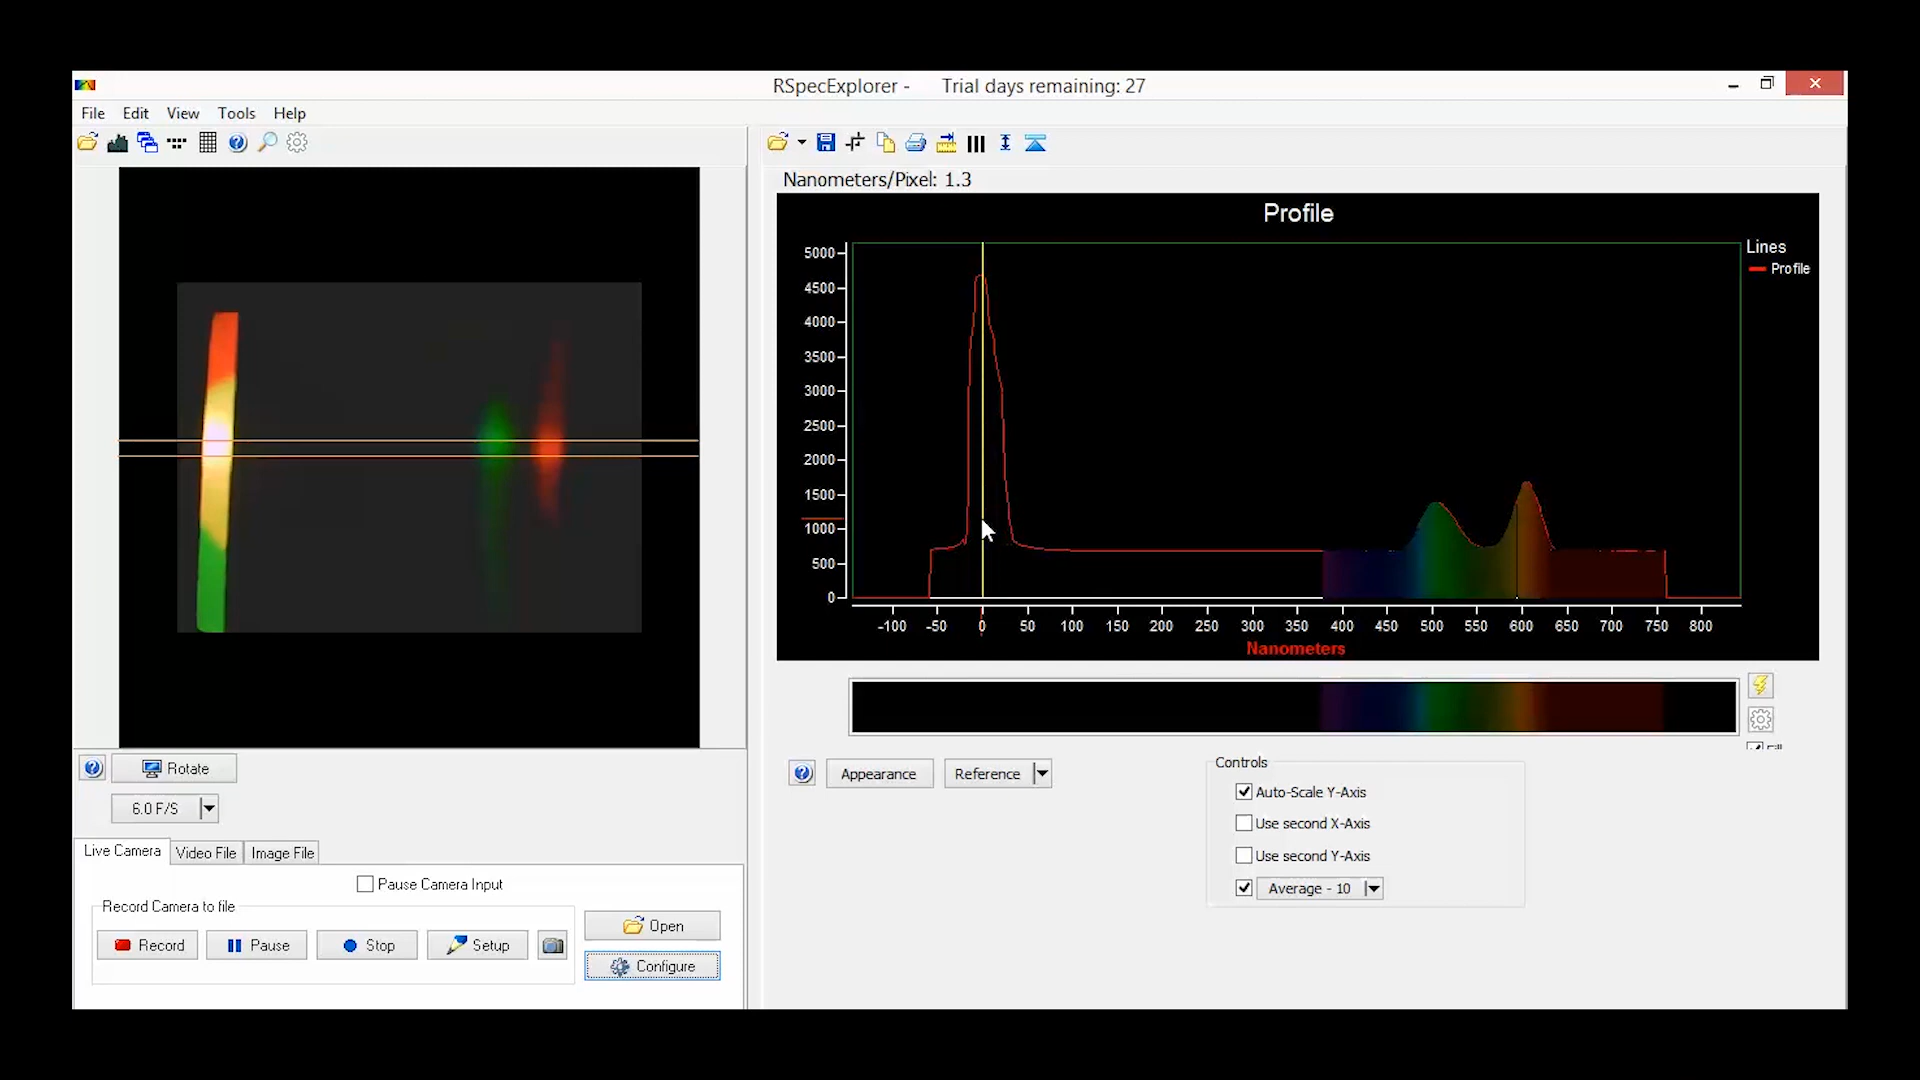 RSpecExplorer - Trial days remaining: 27
File Edit View Tools Help
Nanometers/Pixel: 1.3
Profile
Lines
Profile
5000
4500
4000
3500
3000
2500
2000
1500
1000
500
0
-100 -50 0 50 100 150 200 250 300 350 400 450 500 550 600 650 700 750 800
Nanometers
Rotate
6.0 F/S
Live Camera Video File Image File
Pause Camera Input
Record Camera to file
Record Pause Stop Setup
Open
Configure
Appearance Reference
Controls
Auto-Scale Y-Axis
Use second X-Axis
Use second Y-Axis
Average - 10